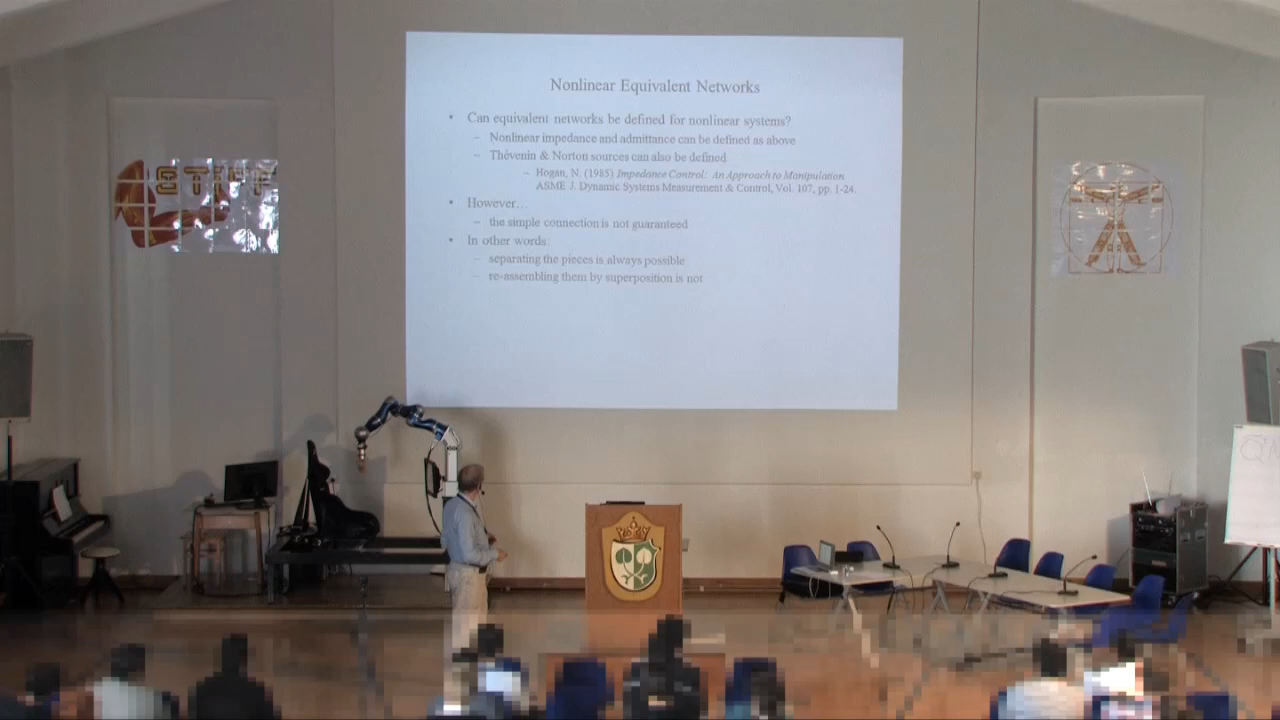 Nonlinear Equivalent Networks
• Can equivalent networks be defined for nonlinear systems?
– Nonlinear impedance and admittance can be defined as above
– Thévenin & Norton sources can also be defined
– Hogan, N. (1985) Impedance Control: An Approach to Manipulation
ASME J. Dynamic Systems Measurement & Control, Vol. 107, pp. 1-24.
• However…
– the simple connection is not guaranteed
• In other words:
– separating the pieces is always possible
– re-assembling them by superposition is not
STIFF